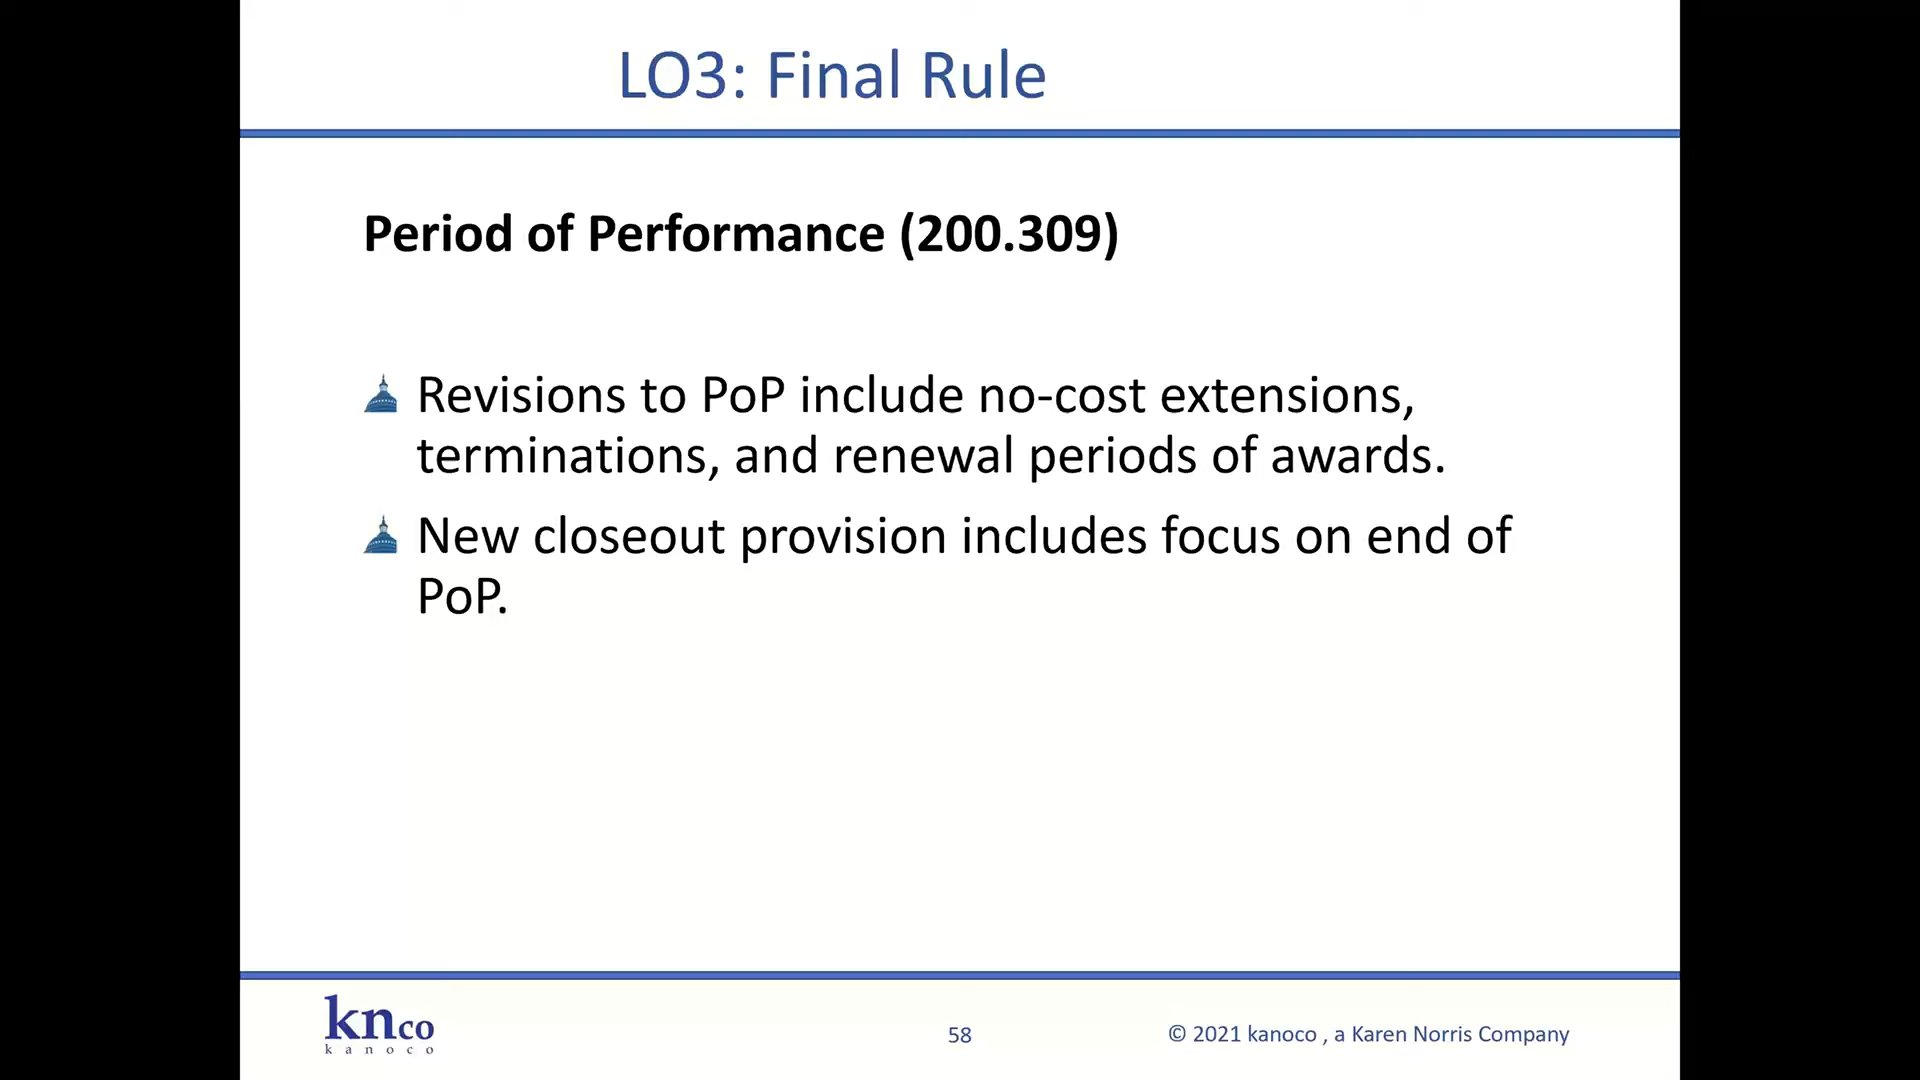 LO3: Final Rule
Period of Performance (200.309)
Revisions to PoP include no-cost extensions,
terminations, and renewal periods of awards.
New closeout provision includes focus on end of
PoP.
knco
kanoco
58
© 2021 kanoco , a Karen Norris Company